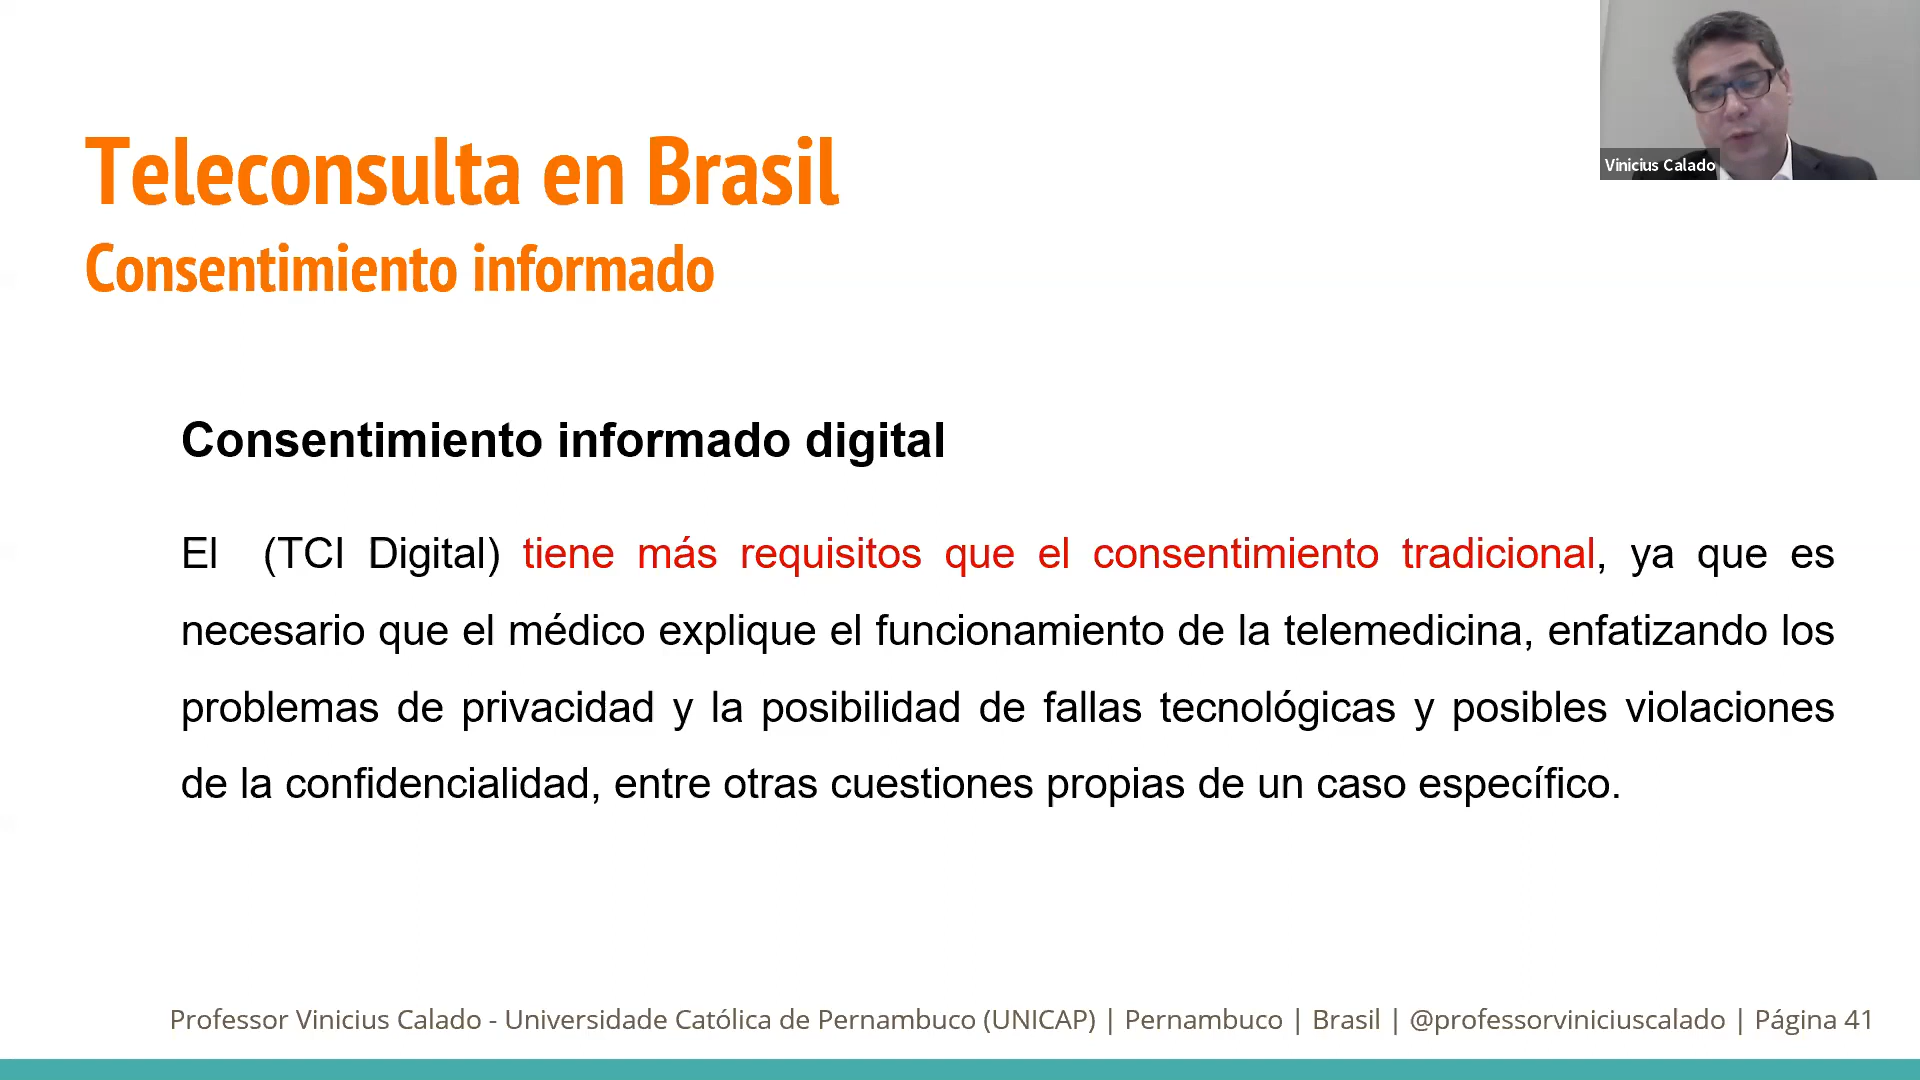 Vinicius Calado
Teleconsulta en Brasil
Consentimiento informado
Consentimiento informado digital
El (TCI Digital) tiene más requisitos que el consentimiento tradicional, ya que es
necesario que el médico explique el funcionamiento de la telemedicina, enfatizando los
problemas de privacidad y la posibilidad de fallas tecnológicas y posibles violaciones
de la confidencialidad, entre otras cuestiones propias de un caso específico.
Professor Vinicius Calado - Universidade Católica de Pernambuco (UNICAP) | Pernambuco | Brasil | @professorviniciuscalado | Página 41